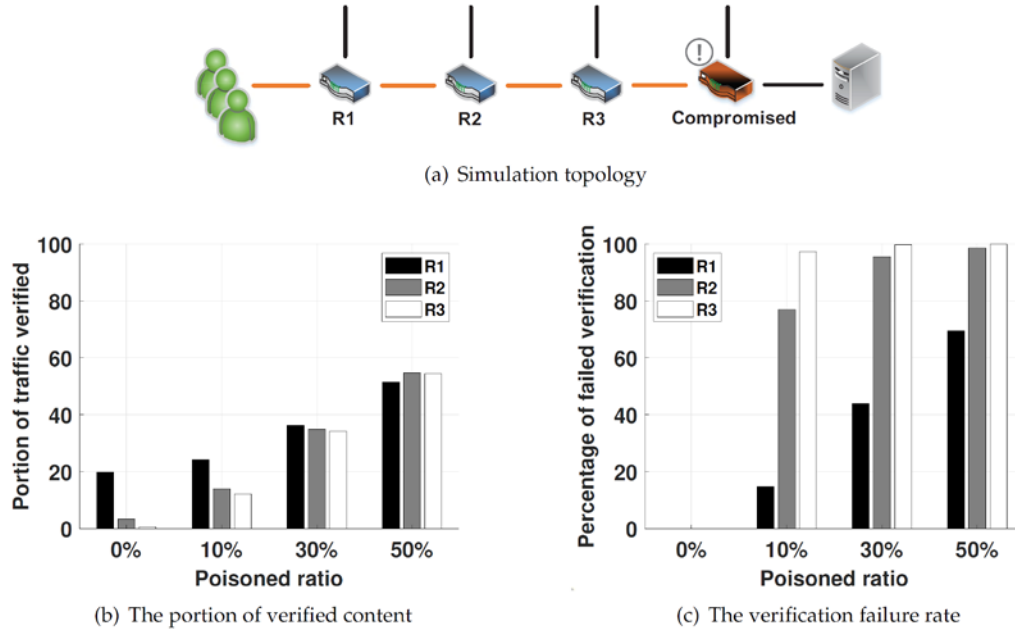 !
R1 R2 R3 Compromised
(a) Simulation topology
Portion of traffic verified
100
80
60
40
20
0
R1
R2
R3
0% 10% 30% 50%
Poisoned ratio
(b) The portion of verified content
Percentage of failed verification
100
80
60
40
20
0
R1
R2
R3
0% 10% 30% 50%
Poisoned ratio
(c) The verification failure rate